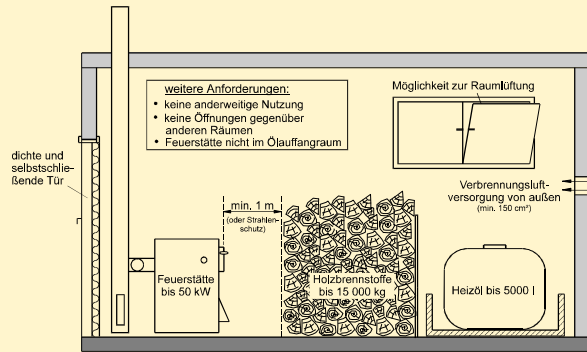 weitere Anforderungen:
• keine anderweitige Nutzung
• keine Öffnungen gegenüber
anderen Räumen
• Feuerstätte nicht im Ölauffangraum
Möglichkeit zur Raumlüftung
dichte und
selbstschlie-
ßende Tür
Verbrennungsluft-
versorgung von außen
(min. 150 cm²)
min. 1 m
(oder Strahlen-
schutz)
Feuerstätte
bis 50 kW
Holzbrennstoffe
bis 15 000 kg
Heizöl bis 5000 l